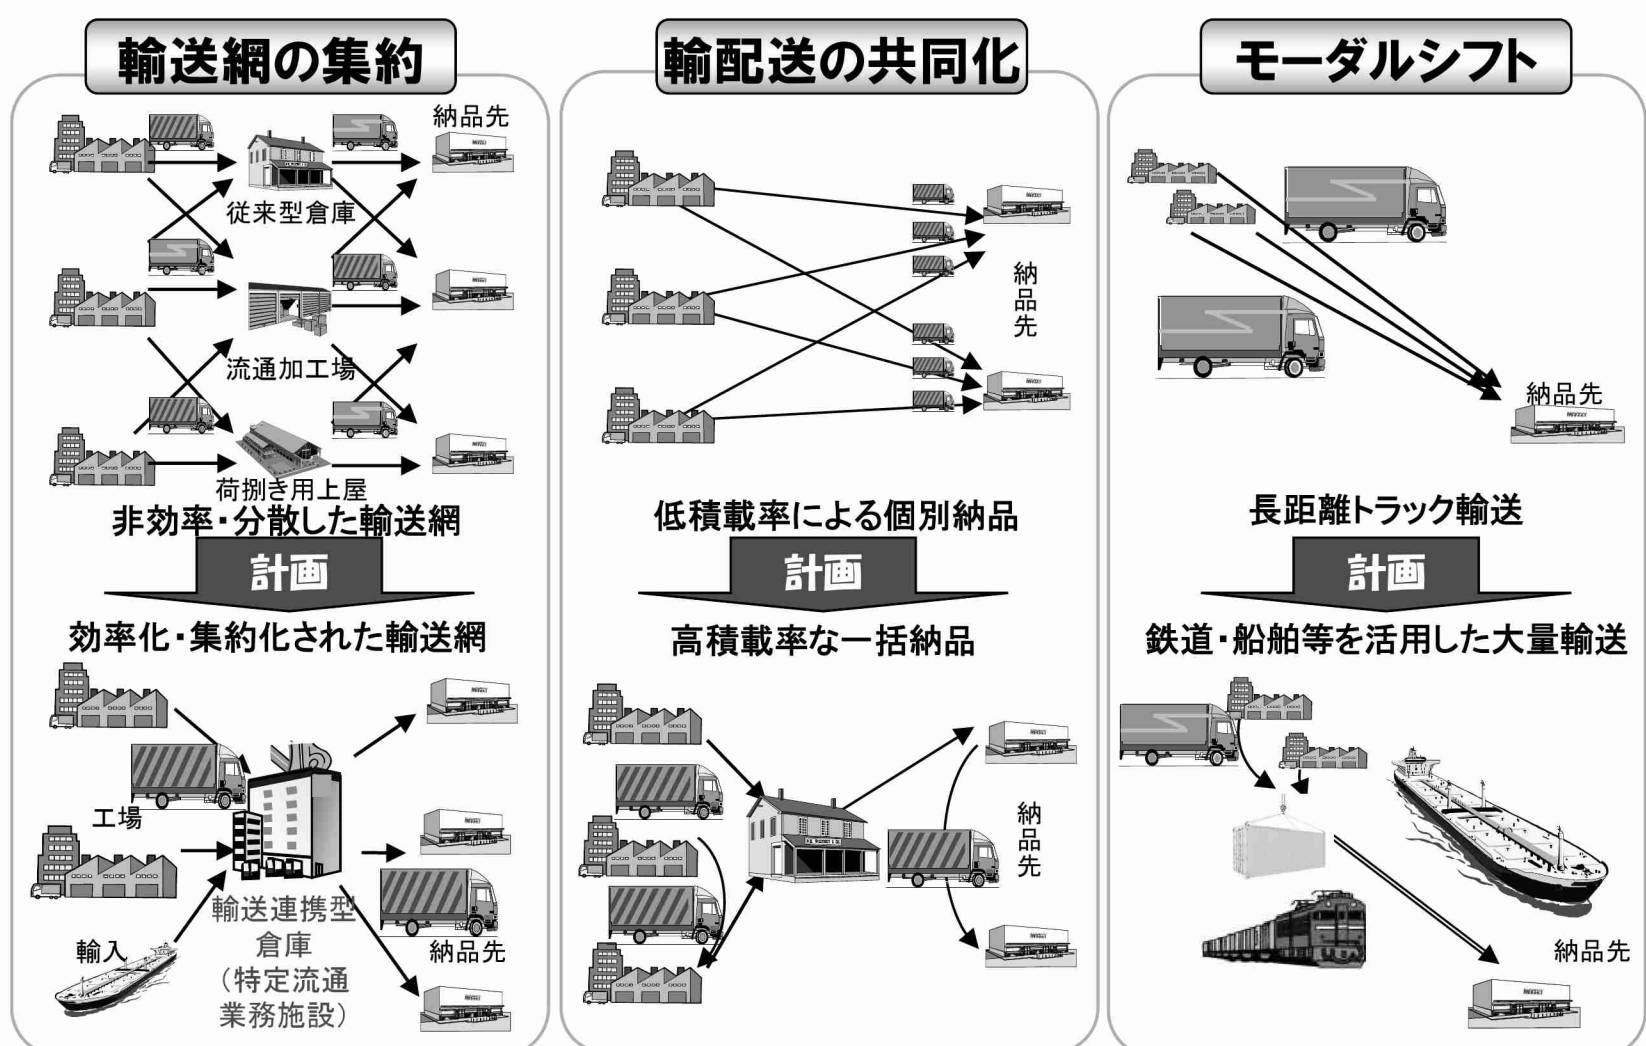 輸送網の集約
納品先
従来型倉庫
流通加工場
荷捌き用上屋
非効率・分散した輸送網
計画
効率化・集約化された輸送網
工場
輸入
輸送連携型
倉庫
(特定流通
業務施設)
納品先
輸配送の共同化
納品先
低積載率による個別納品
計画
高積載率な一括納品
納品先
モーダルシフト
納品先
長距離トラック輸送
計画
鉄道・船舶等を活用した大量輸送
納品先